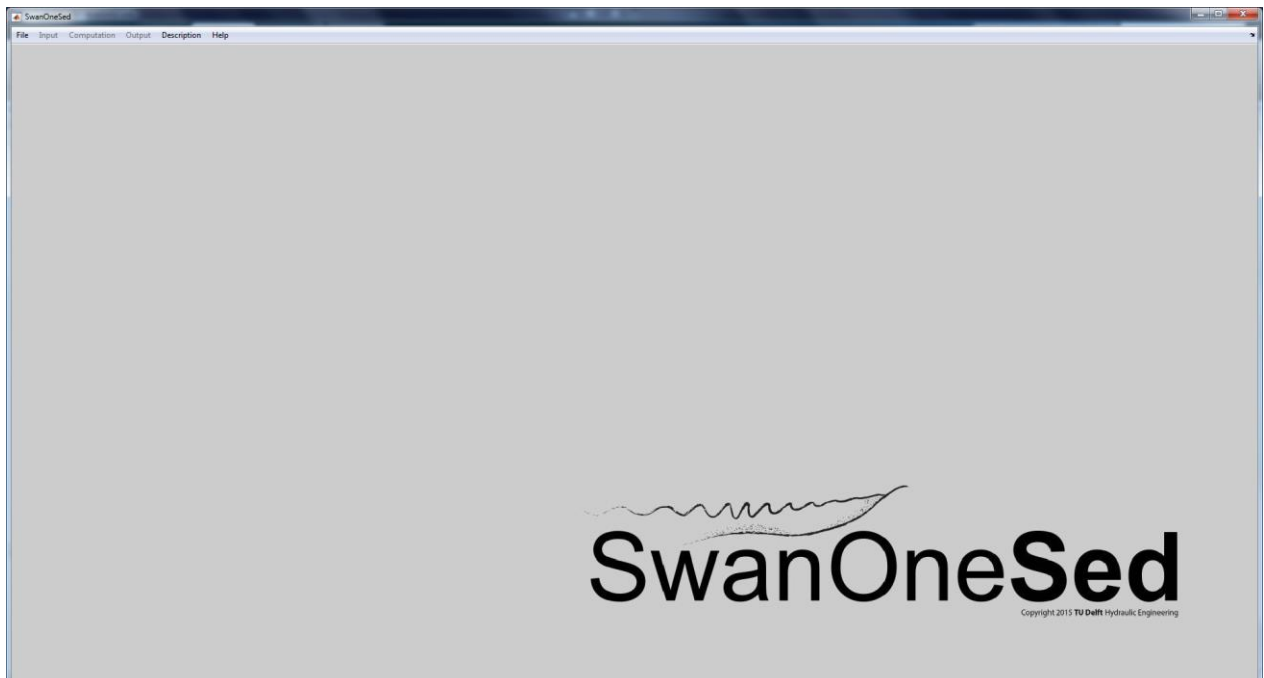 SwanOneSed
File Input Computation Output Description Help
SwanOneSed
Copyright 2015 TU Delft Hydraulic Engineering